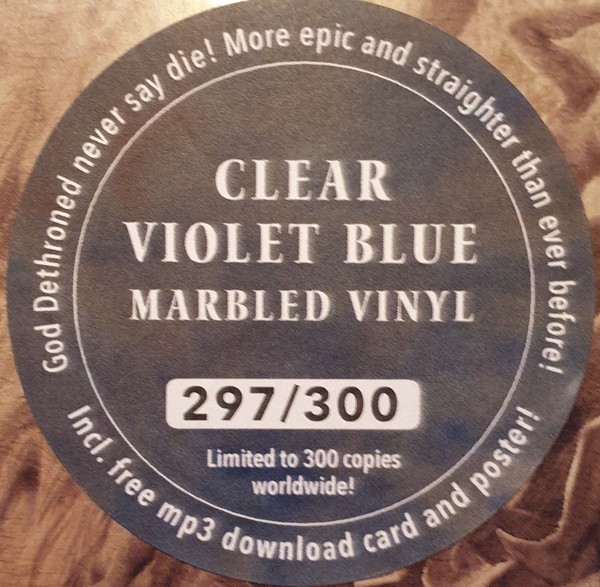 God Dethroned never say die! More epic and straighter than ever before!
CLEAR
VIOLET BLUE
MARBLED VINYL
297/300
Limited to 300 copies
worldwide!
Incl. free mp3 download card and poster!